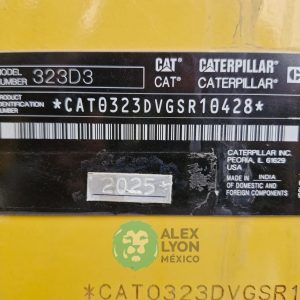 MODEL NUMBER 323D3
CAT® CATERPILLAR®
CAT® CATERPILLAR®
PRODUCT IDENTIFICATION NUMBER
*CAT0323DVGSR10428*
CATERPILLAR INC.
PEORIA, IL 61629
USA
MADE IN INDIA
OF DOMESTIC AND
FOREIGN COMPONENTS
2025
ALEX
LYON
MÉXICO
*CAT0323DVGSR10